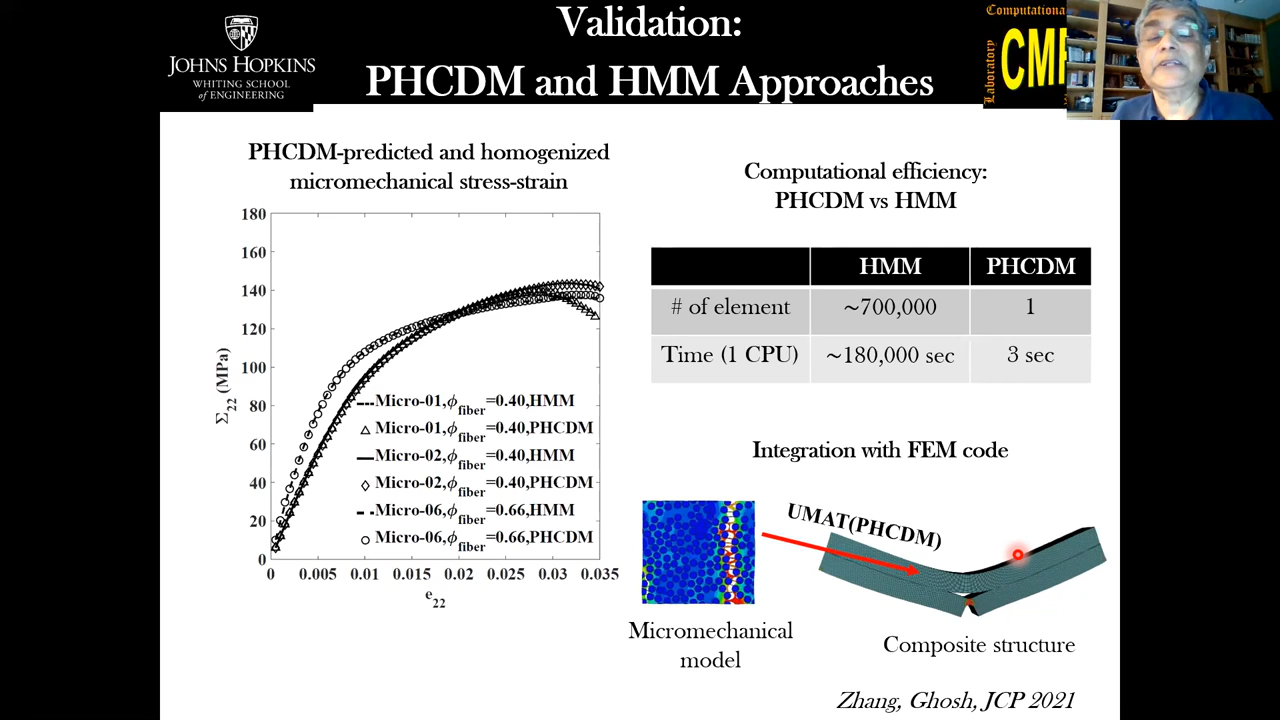 JOHNS HOPKINS
WHITING SCHOOL
of ENGINEERING
Validation:
PHCDM and HMM Approaches
Computational
Laboratory
PHCDM-predicted and homogenized
micromechanical stress-strain
180
160
140
120
100
80
60
40
20
0
Σ22 (MPa)
0 0.005 0.01 0.015 0.02 0.025 0.03 0.035
e22
Micro-01,ϕfiber=0.40,HMM
Micro-01,ϕfiber=0.40,PHCDM
Micro-02,ϕfiber=0.40,HMM
Micro-02,ϕfiber=0.40,PHCDM
Micro-06,ϕfiber=0.66,HMM
Micro-06,ϕfiber=0.66,PHCDM
Computational efficiency:
PHCDM vs HMM
HMM PHCDM
# of element ~700,000 1
Time (1 CPU) ~180,000 sec 3 sec
Integration with FEM code
UMAT(PHCDM)
Micromechanical
model
Composite structure
Zhang, Ghosh, JCP 2021